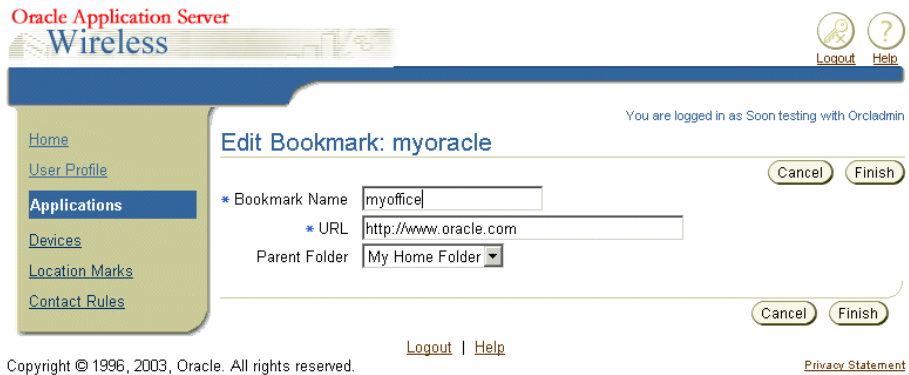 Oracle Application Server
Wireless
Logout Help
You are logged in as Soon testing with Orcladmin
Home
User Profile
Applications
Devices
Location Marks
Contact Rules
Edit Bookmark: myoracle
Cancel Finish
* Bookmark Name myoffice
* URL http://www.oracle.com
Parent Folder My Home Folder
Cancel Finish
Logout | Help
Copyright © 1996, 2003, Oracle. All rights reserved.
Privacy Statement